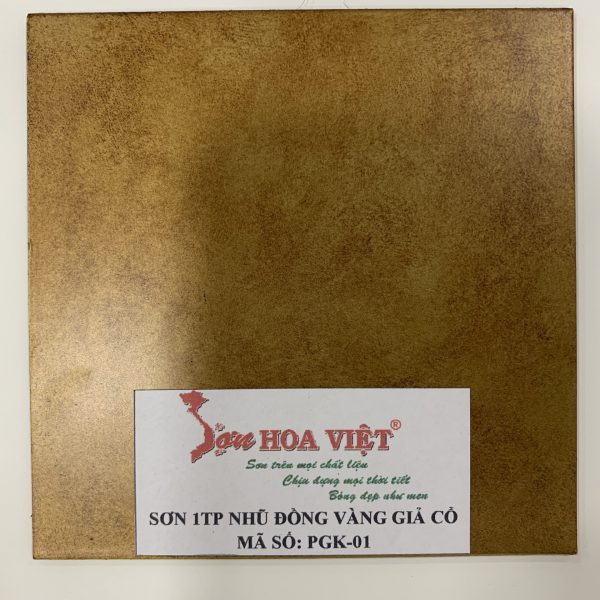 Sơn HOA VIỆT®
Sơn trên mọi chất liệu
Chịu đựng mọi thời tiết
Bóng đẹp như men
SƠN 1TP NHŨ ĐỒNG VÀNG GIẢ CỔ
MÃ SỐ: PGK-01